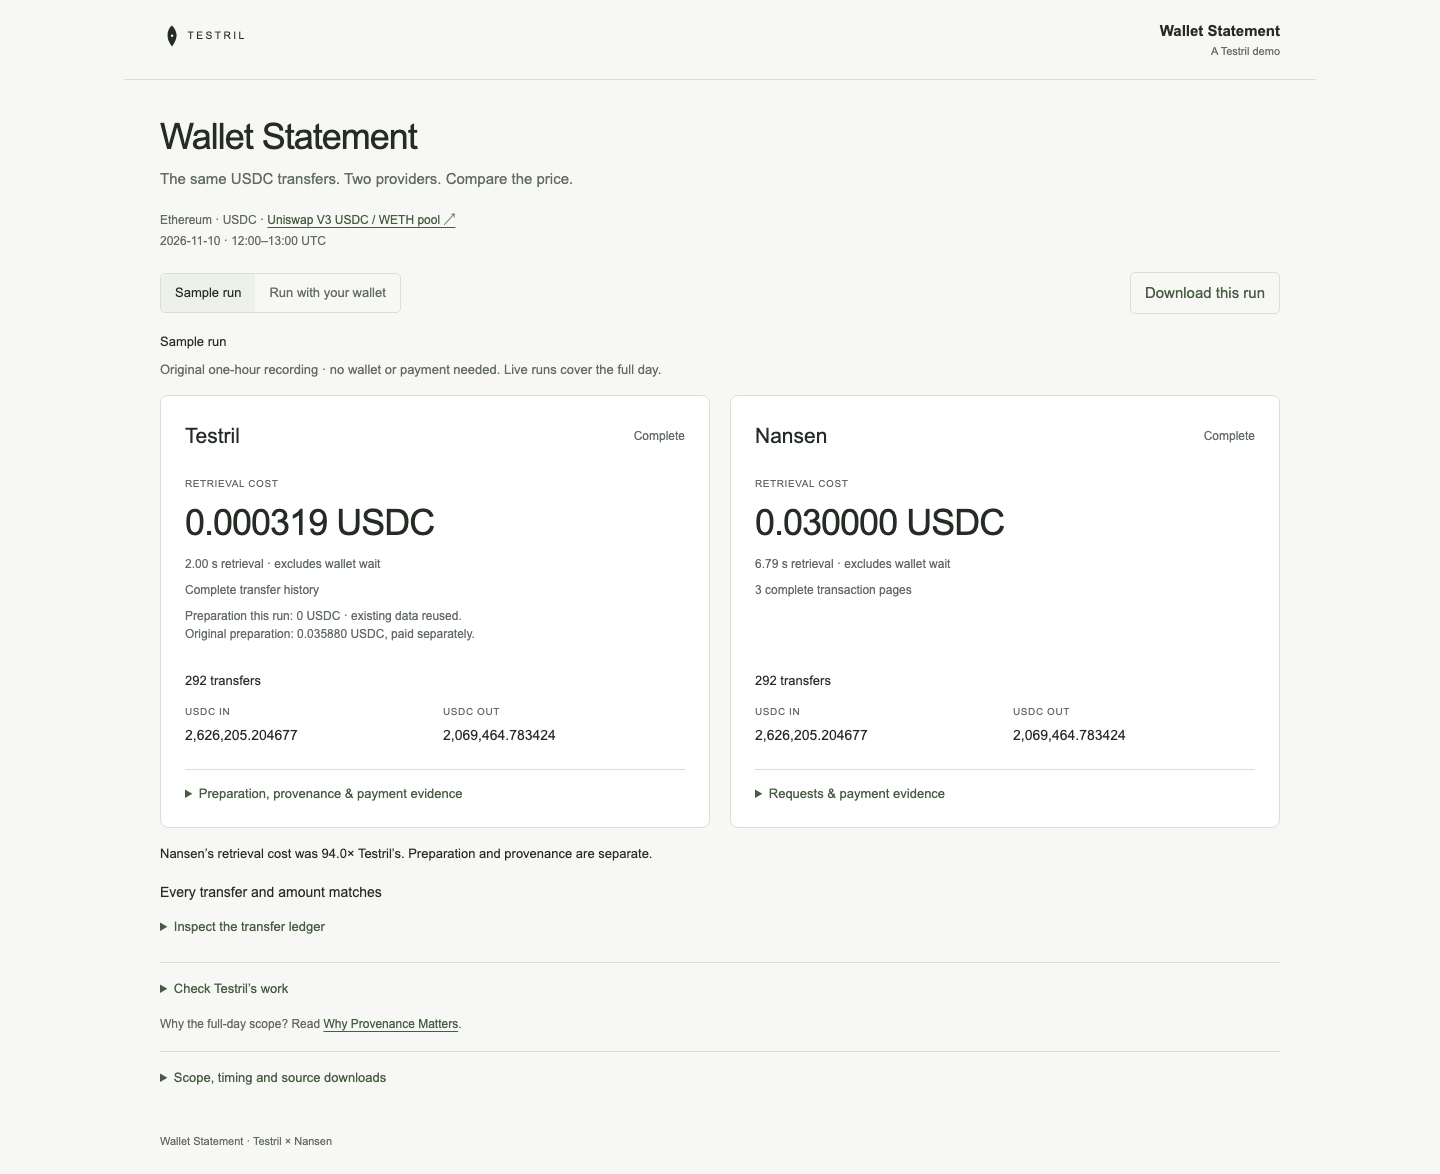 TESTRIL
Wallet Statement
A Testril demo
Wallet Statement
The same USDC transfers. Two providers. Compare the price.
Ethereum · USDC · Uniswap V3 USDC / WETH pool ↗
2026-11-10 · 12:00–13:00 UTC
Sample run
Run with your wallet
Download this run
Sample run
Original one-hour recording · no wallet or payment needed. Live runs cover the full day.
Testril
Complete
RETRIEVAL COST
0.000319 USDC
2.00 s retrieval · excludes wallet wait
Complete transfer history
Preparation this run: 0 USDC · existing data reused.
Original preparation: 0.035880 USDC, paid separately.
292 transfers
USDC IN
USDC OUT
2,626,205.204677
2,069,464.783424
Preparation, provenance & payment evidence
Nansen
Complete
RETRIEVAL COST
0.030000 USDC
6.79 s retrieval · excludes wallet wait
3 complete transaction pages
292 transfers
USDC IN
USDC OUT
2,626,205.204677
2,069,464.783424
Requests & payment evidence
Nansen’s retrieval cost was 94.0× Testril’s. Preparation and provenance are separate.
Every transfer and amount matches
Inspect the transfer ledger
Check Testril’s work
Why the full-day scope? Read Why Provenance Matters.
Scope, timing and source downloads
Wallet Statement · Testril × Nansen